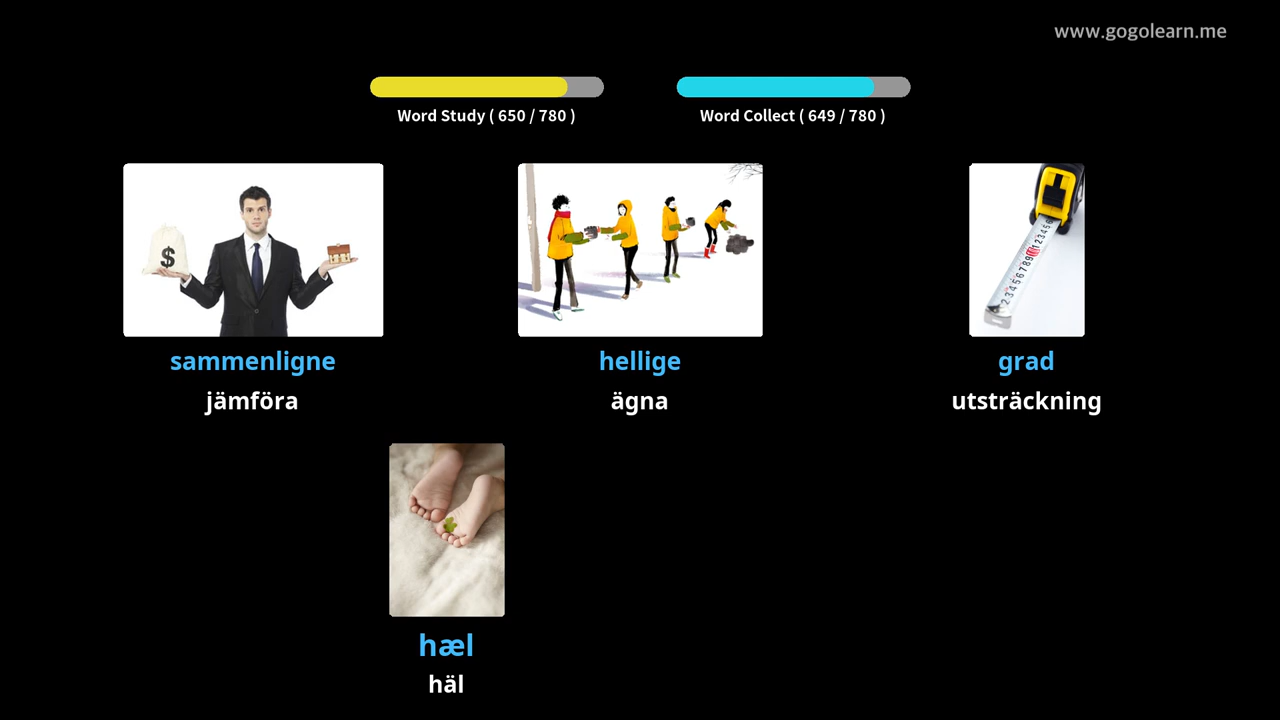 www.gogolearn.me
Word Study ( 650 / 780 )
Word Collect ( 649 / 780 )
$
sammenligne
hellige
grad
jämföra
ägna
utsträckning
hæl
häl